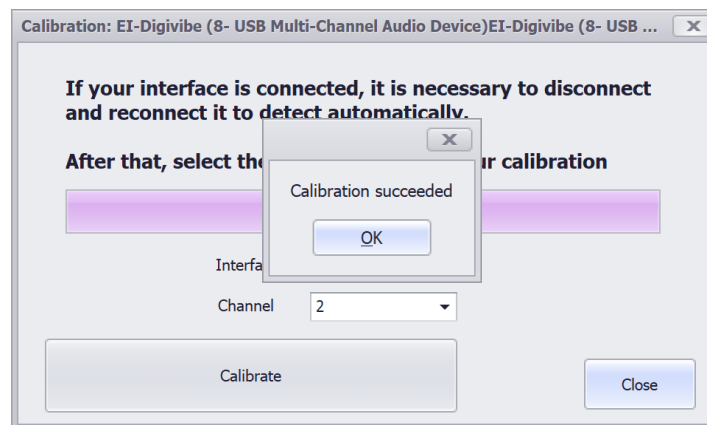 Calibration: EI-Digivibe (8- USB Multi-Channel Audio Device)EI-Digivibe (8- USB ...
If your interface is connected, it is necessary to disconnect
and reconnect it to detect automatically.
After that, select the
ur calibration
Calibration succeeded
OK
Interfa
Channel
2
Calibrate
Close